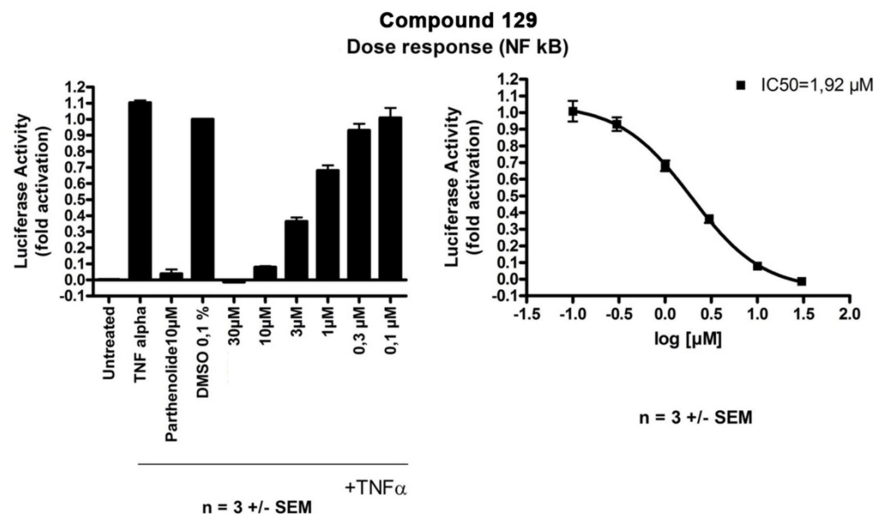 Compound 129
Dose response (NF kB)
Luciferase Activity
(fold activation)
1.2
1.1
1.0
0.9
0.8
0.7
0.6
0.5
0.4
0.3
0.2
0.1
0.0
-0.1
Untreated
TNF alpha
Parthenolide10µM
DMSO 0,1 %
30µM
10µM
3µM
1µM
0,3 µM
0,1 µM
+TNFα
n = 3 +/- SEM
Luciferase Activity
(fold activation)
1.2
1.1
1.0
0.9
0.8
0.7
0.6
0.5
0.4
0.3
0.2
0.1
0.0
-0.1
-1.5 -1.0 -0.5 0.0 0.5 1.0 1.5 2.0
log [µM]
IC50=1,92 µM
n = 3 +/- SEM